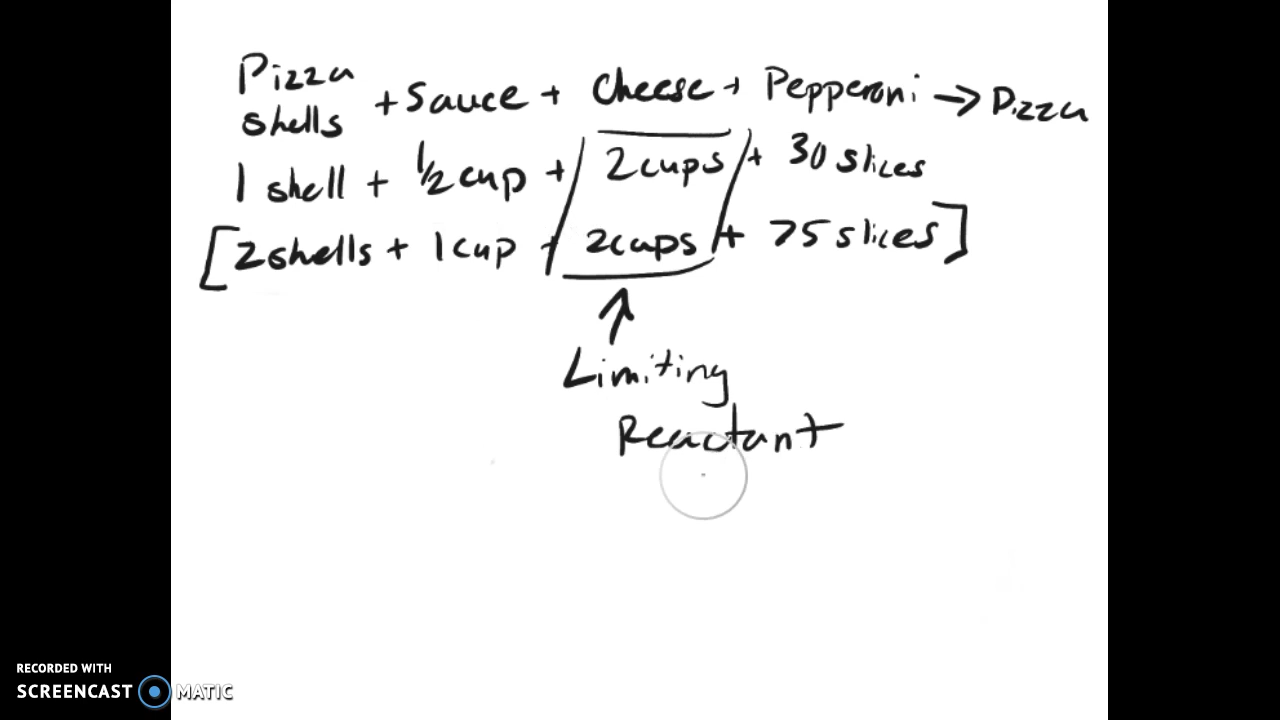 Pizza shells + Sauce + Cheese + Pepperoni → Pizza
1 shell + 1/2 cup + 2 cups + 30 slices
[2 shells + 1 cup + 2 cups + 75 slices]
↑
Limiting
Reactant
RECORDED WITH
SCREENCAST MATIC